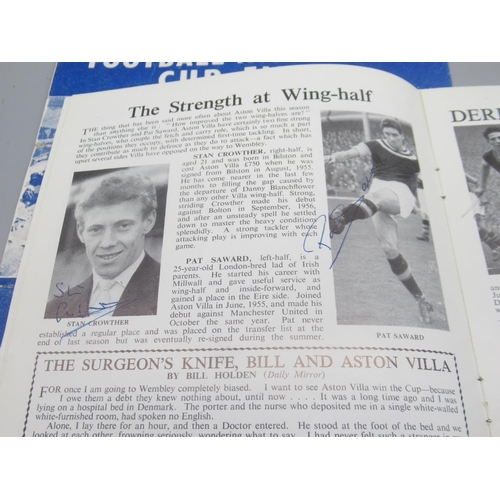 FOOTBALL
CUP
The Strength at Wing-half
THE thing that has been said more often about Aston Villa this season
than anything else is: "How improved the two wing-halves are!"
In Stan Crowther and Pat Saward, Aston Villa have certainly two first strong
wing-halves, who couple the fetch and carry role, which is so much a part
of the positions they occupy, with determined first-time tackling. In short,
they contribute as much in defence as they do to attack—a fact which has
upset several sides Villa have opposed on the way to Wembley.
STAN CROWTHER, right-half, is
aged 21 and was born in Bilston and
cost Aston Villa £750 when he was
signed from Bilston in August, 1955.
He has come nearer in the last few
months to filling the gap caused by
the departure of Danny Blanchflower
than any other Villa wing-half. Strong,
striding Crowther made his debut
against Bolton in September, 1956,
and after an unsteady spell he settled
down to master the heavy conditions
splendidly. A strong tackler whose
attacking play is improving with each
game.
PAT SAWARD, left-half, is a
25-year-old London-bred lad of Irish
parents. He started his career with
Millwall and gave useful service as
wing-half and inside-forward, and
gained a place in the Eire side. Joined
Aston Villa in June, 1955, and made
his debut against Manchester United in
October the same year. Pat never
established a regular place and was placed on the transfer list at the
end of last season but was eventually re-signed during the summer.
STAN CROWTHER
PAT SAWARD
THE SURGEON'S KNIFE, BILL AND ASTON VILLA
BY BILL HOLDEN (Daily Mirror)
FOR once I am going to Wembley completely biased. I want to see Aston Villa win the Cup—because
I owe them a debt they knew nothing about, until now . . . . It was a long time ago and I was
lying on a hospital bed in Denmark. The porter and the nurse who deposited me in a single white-walled
white-furnished room, had spoken no English.
Alone, I lay there for an hour, and then a Doctor entered. He stood at the foot of the bed and we
looked at each other, frowning seriously, wondering what to say. I had never felt such a stranger in
DER